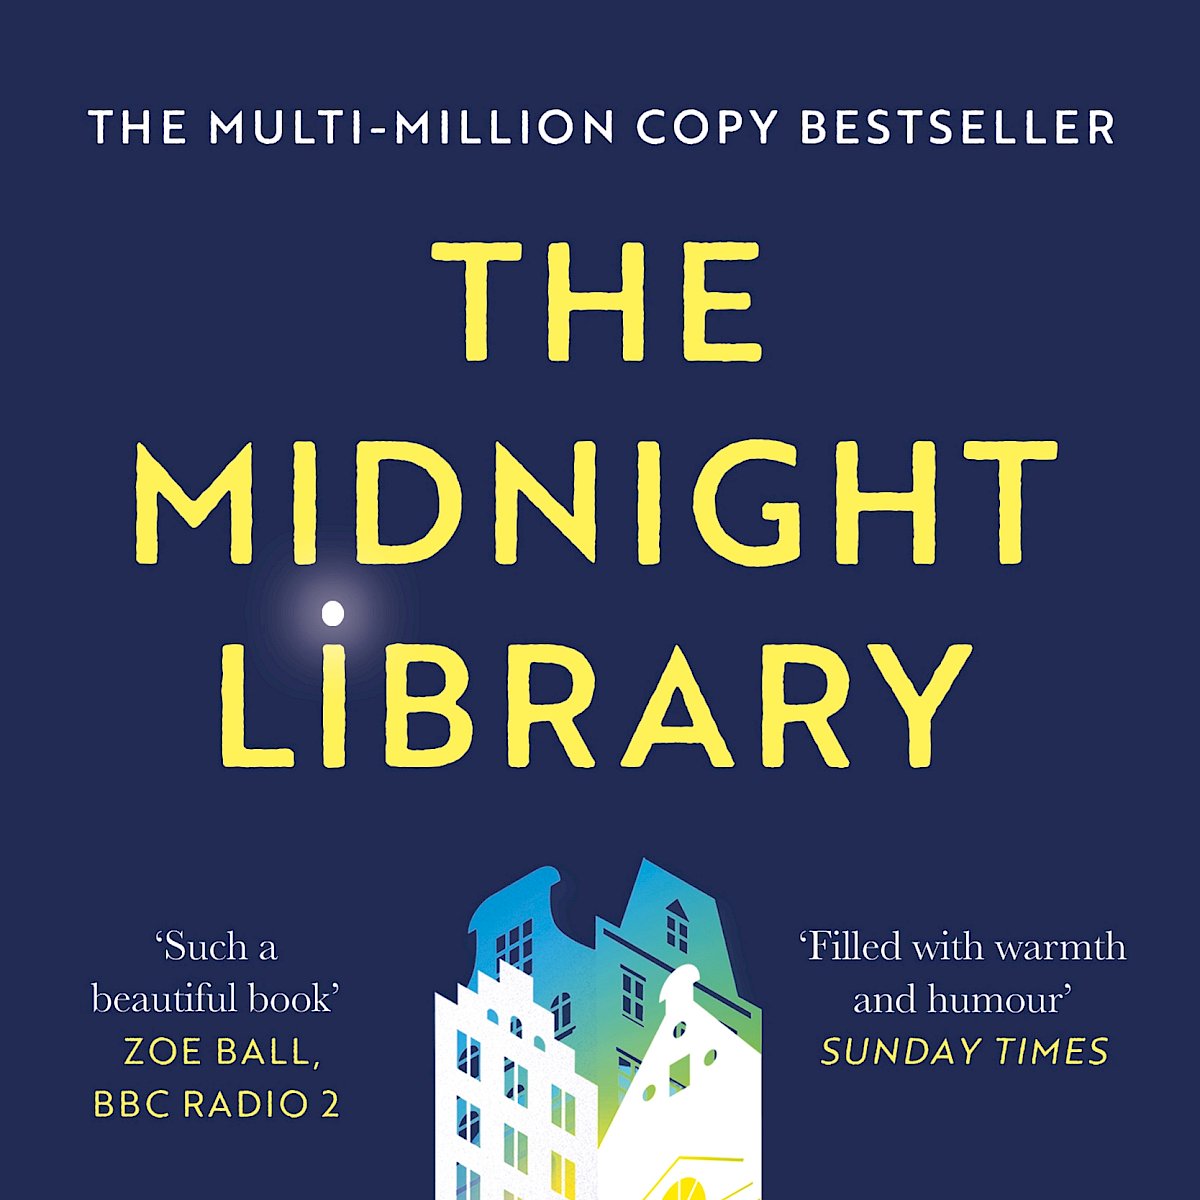 THE MULTI-MILLION COPY BESTSELLER
THE
MIDNIGHT
LiBRARY
‘Such a
beautiful book’
ZOE BALL,
BBC RADIO 2
‘Filled with warmth
and humour’
SUNDAY TIMES